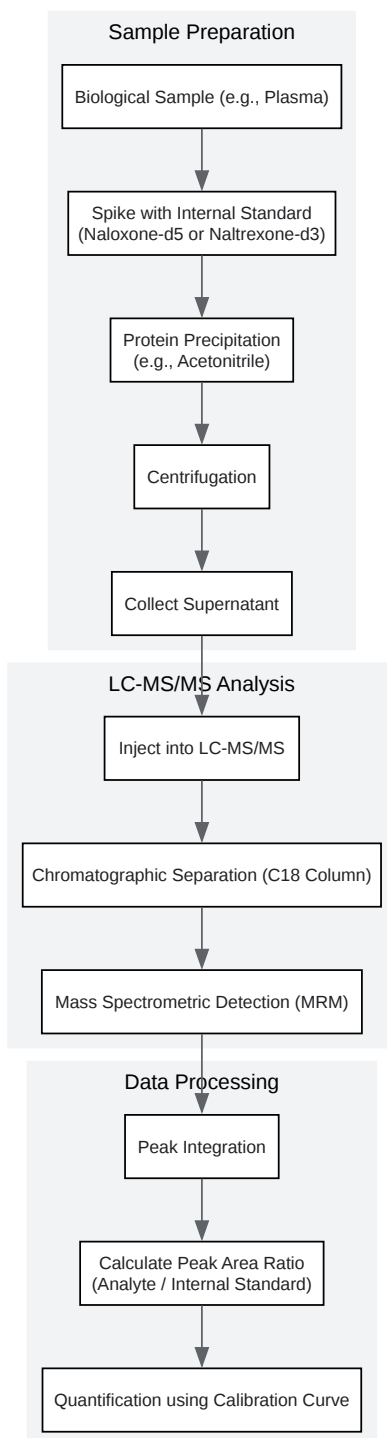 Sample Preparation
Biological Sample (e.g., Plasma)
Spike with Internal Standard
(Naloxone-d5 or Naltrexone-d3)
Protein Precipitation
(e.g., Acetonitrile)
Centrifugation
Collect Supernatant
LC-MS/MS Analysis
Inject into LC-MS/MS
Chromatographic Separation (C18 Column)
Mass Spectrometric Detection (MRM)
Data Processing
Peak Integration
Calculate Peak Area Ratio
(Analyte / Internal Standard)
Quantification using Calibration Curve